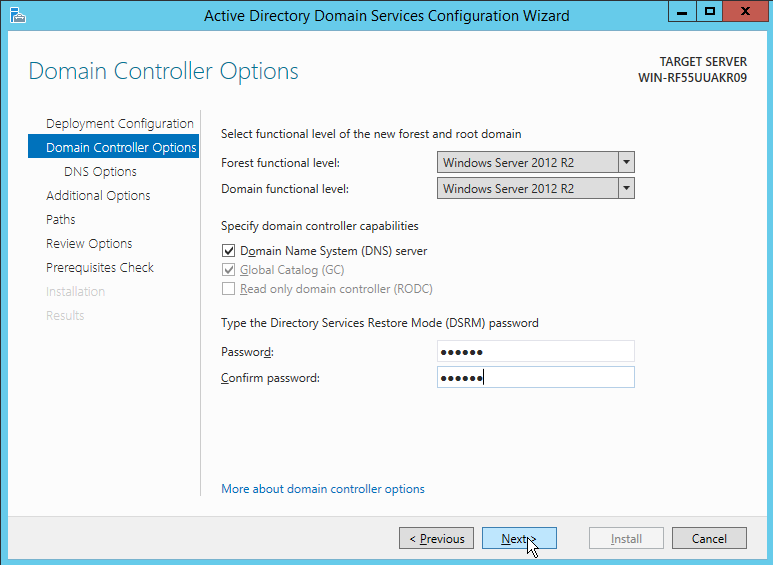 Active Directory Domain Services Configuration Wizard
Domain Controller Options
TARGET SERVER
WIN-RF55UUAKR09
Deployment Configuration
Domain Controller Options
DNS Options
Additional Options
Paths
Review Options
Prerequisites Check
Installation
Results
Select functional level of the new forest and root domain
Forest functional level: Windows Server 2012 R2
Domain functional level: Windows Server 2012 R2
Specify domain controller capabilities
Domain Name System (DNS) server
Global Catalog (GC)
Read only domain controller (RODC)
Type the Directory Services Restore Mode (DSRM) password
Password: ●●●●●●
Confirm password: ●●●●●●
More about domain controller options
< Previous Next > Install Cancel